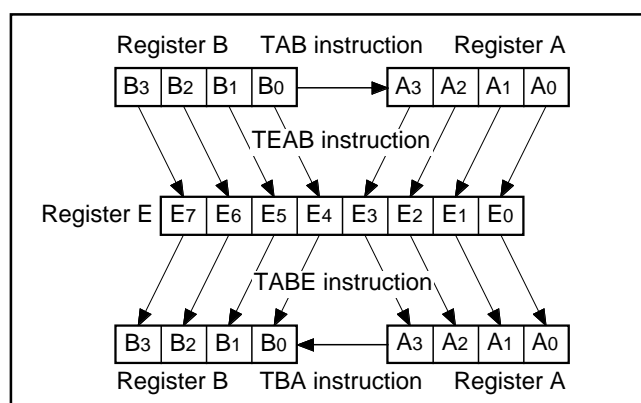 Register B TAB instruction Register A
B3 B2 B1 B0 A3 A2 A1 A0
TEAB instruction
Register E E7 E6 E5 E4 E3 E2 E1 E0
TABE instruction
B3 B2 B1 B0 A3 A2 A1 A0
Register B TBA instruction Register A